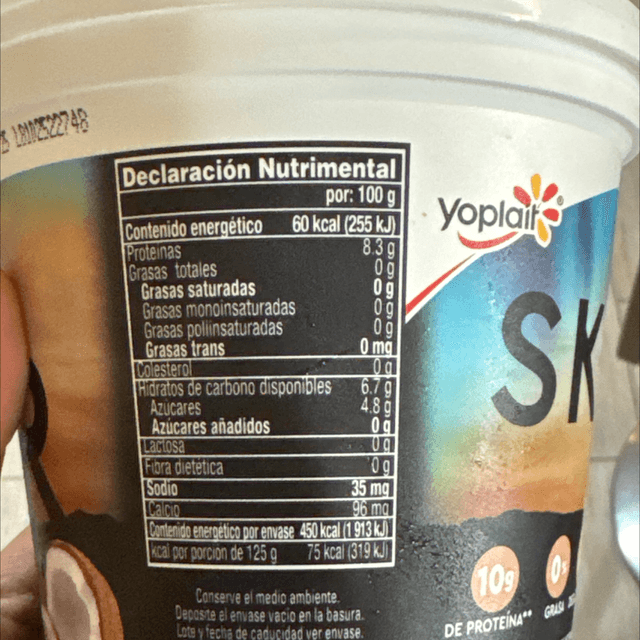 Declaración Nutrimental
por: 100 g
Contenido energético 60 kcal (255 kJ)
Proteínas 8.3 g
Grasas totales 0 g
Grasas saturadas 0 g
Grasas monoinsaturadas 0 g
Grasas poliinsaturadas 0 g
Grasas trans 0 mg
Colesterol 0 g
Hidratos de carbono disponibles 6.7 g
Azúcares 4.8 g
Azúcares añadidos 0 g
Lactosa 0 g
Fibra dietética 0 g
Sodio 35 mg
Calcio 96 mg
Contenido energético por envase 450 kcal (1 913 kJ)
kcal por porción de 125 g 75 kcal (319 kJ)
Conserve el medio ambiente.
Deposite el envase vacío en la basura.
Lote y fecha de caducidad ver envase.
Yoplait
SK
10g
DE PROTEÍNA**
0%
GRASA